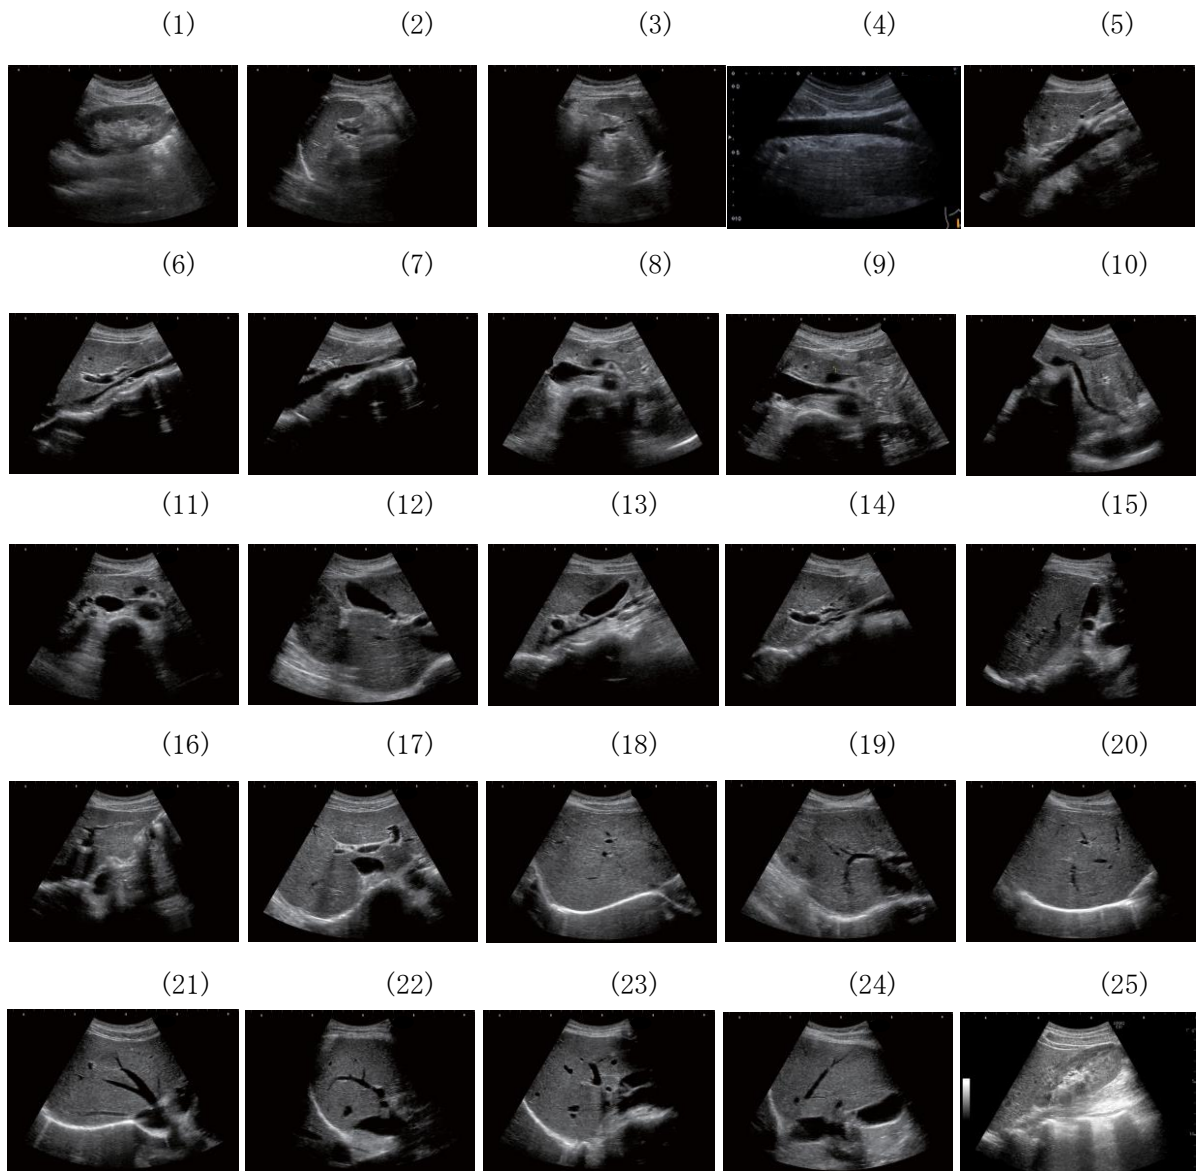 (1) (2) (3) (4) (5)
(6) (7) (8) (9) (10)
(11) (12) (13) (14) (15)
(16) (17) (18) (19) (20)
(21) (22) (23) (24) (25)